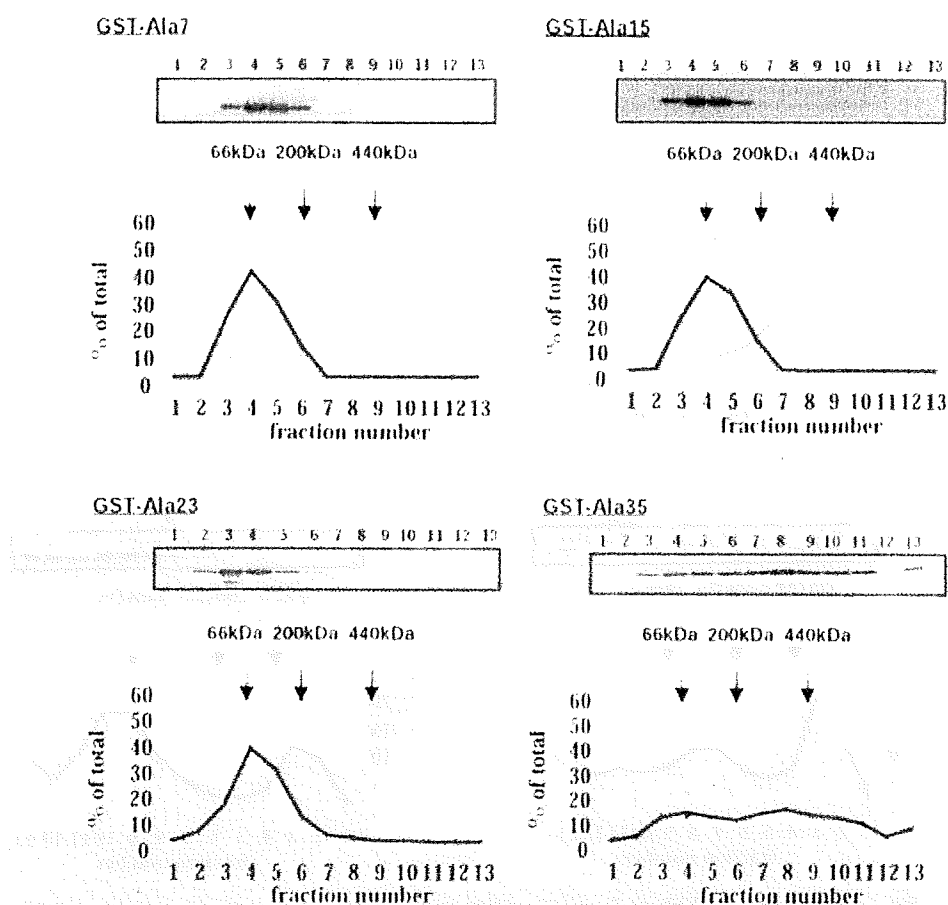 GST-Ala7
1 2 3 4 5 6 7 8 9 10 11 12 13
66kDa 200kDa 440kDa
60
50
40
30
20
10
0
% of total
1 2 3 4 5 6 7 8 9 10 11 12 13
fraction number
GST-Ala15
1 2 3 4 5 6 7 8 9 10 11 12 13
66kDa 200kDa 440kDa
60
50
40
30
20
10
0
% of total
1 2 3 4 5 6 7 8 9 10 11 12 13
fraction number
GST-Ala23
1 2 3 4 5 6 7 8 9 10 11 12 13
66kDa 200kDa 440kDa
60
50
40
30
20
10
0
% of total
1 2 3 4 5 6 7 8 9 10 11 12 13
fraction number
GST-Ala35
1 2 3 4 5 6 7 8 9 10 11 12 13
66kDa 200kDa 440kDa
60
50
40
30
20
10
0
% of total
1 2 3 4 5 6 7 8 9 10 11 12 13
fraction number